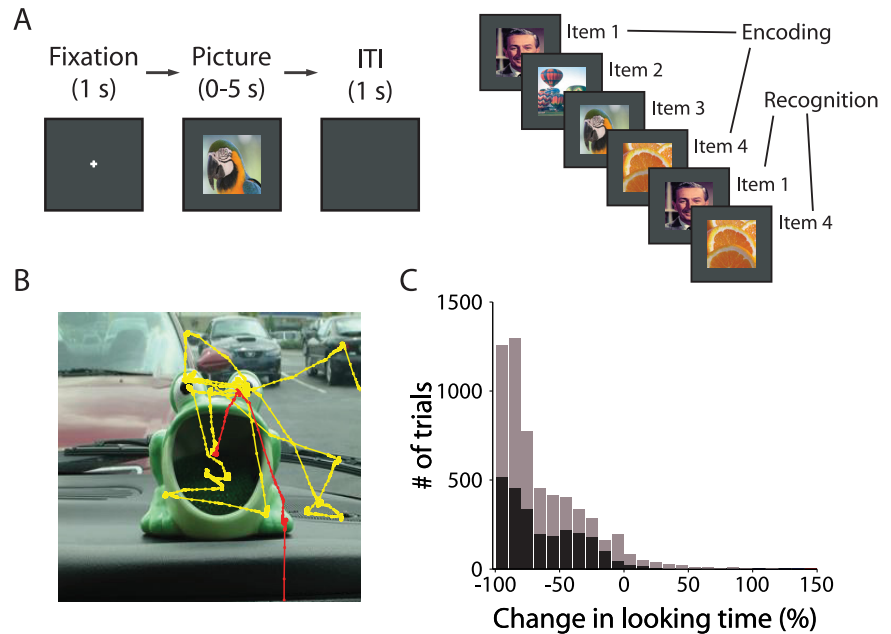 A
Fixation
(1 s)
Picture
(0-5 s)
ITI
(1 s)
Item 1
Encoding
Item 2
Item 3
Recognition
Item 4
Item 1
Item 4
B
C
1500
1000
500
0
# of trials
-100
-50
0
50
100
150
Change in looking time (%)